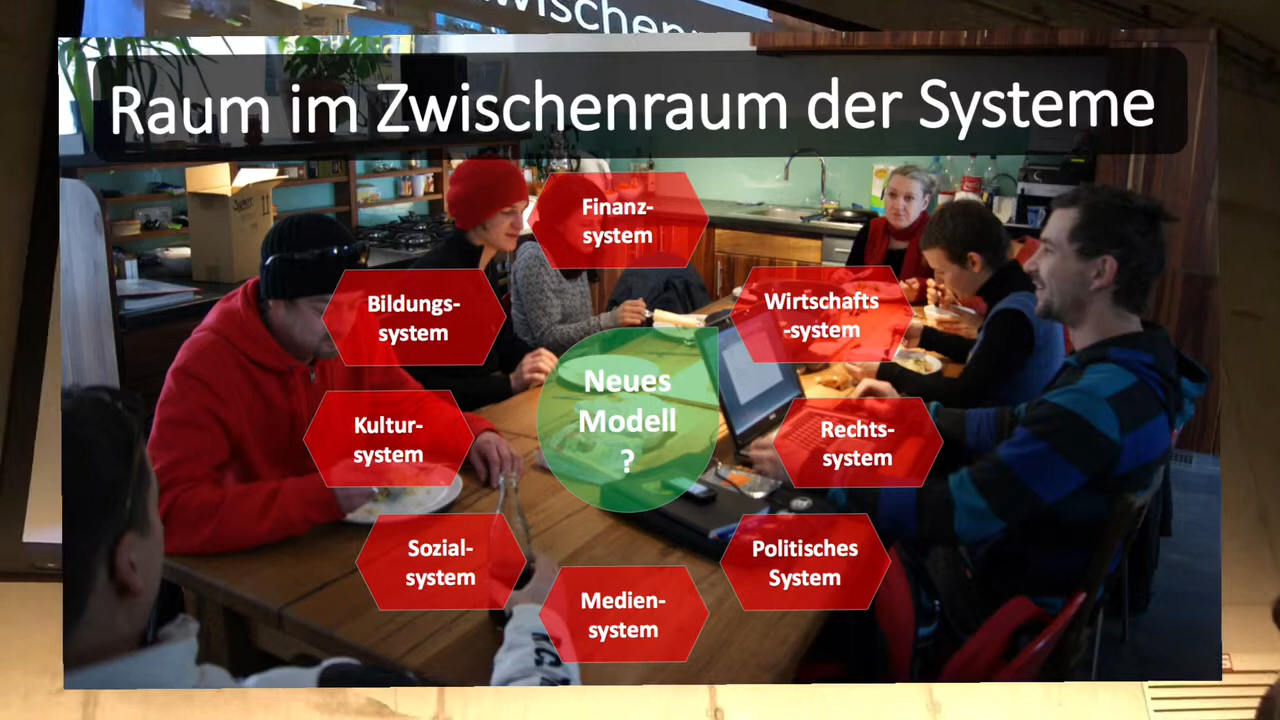 Raum im Zwischenraum der Systeme
Finanz-
system
Bildungs-
system
Wirtschafts
-system
Neues
Modell
?
Kultur-
system
Rechts-
system
Sozial-
system
Politisches
System
Medien-
system